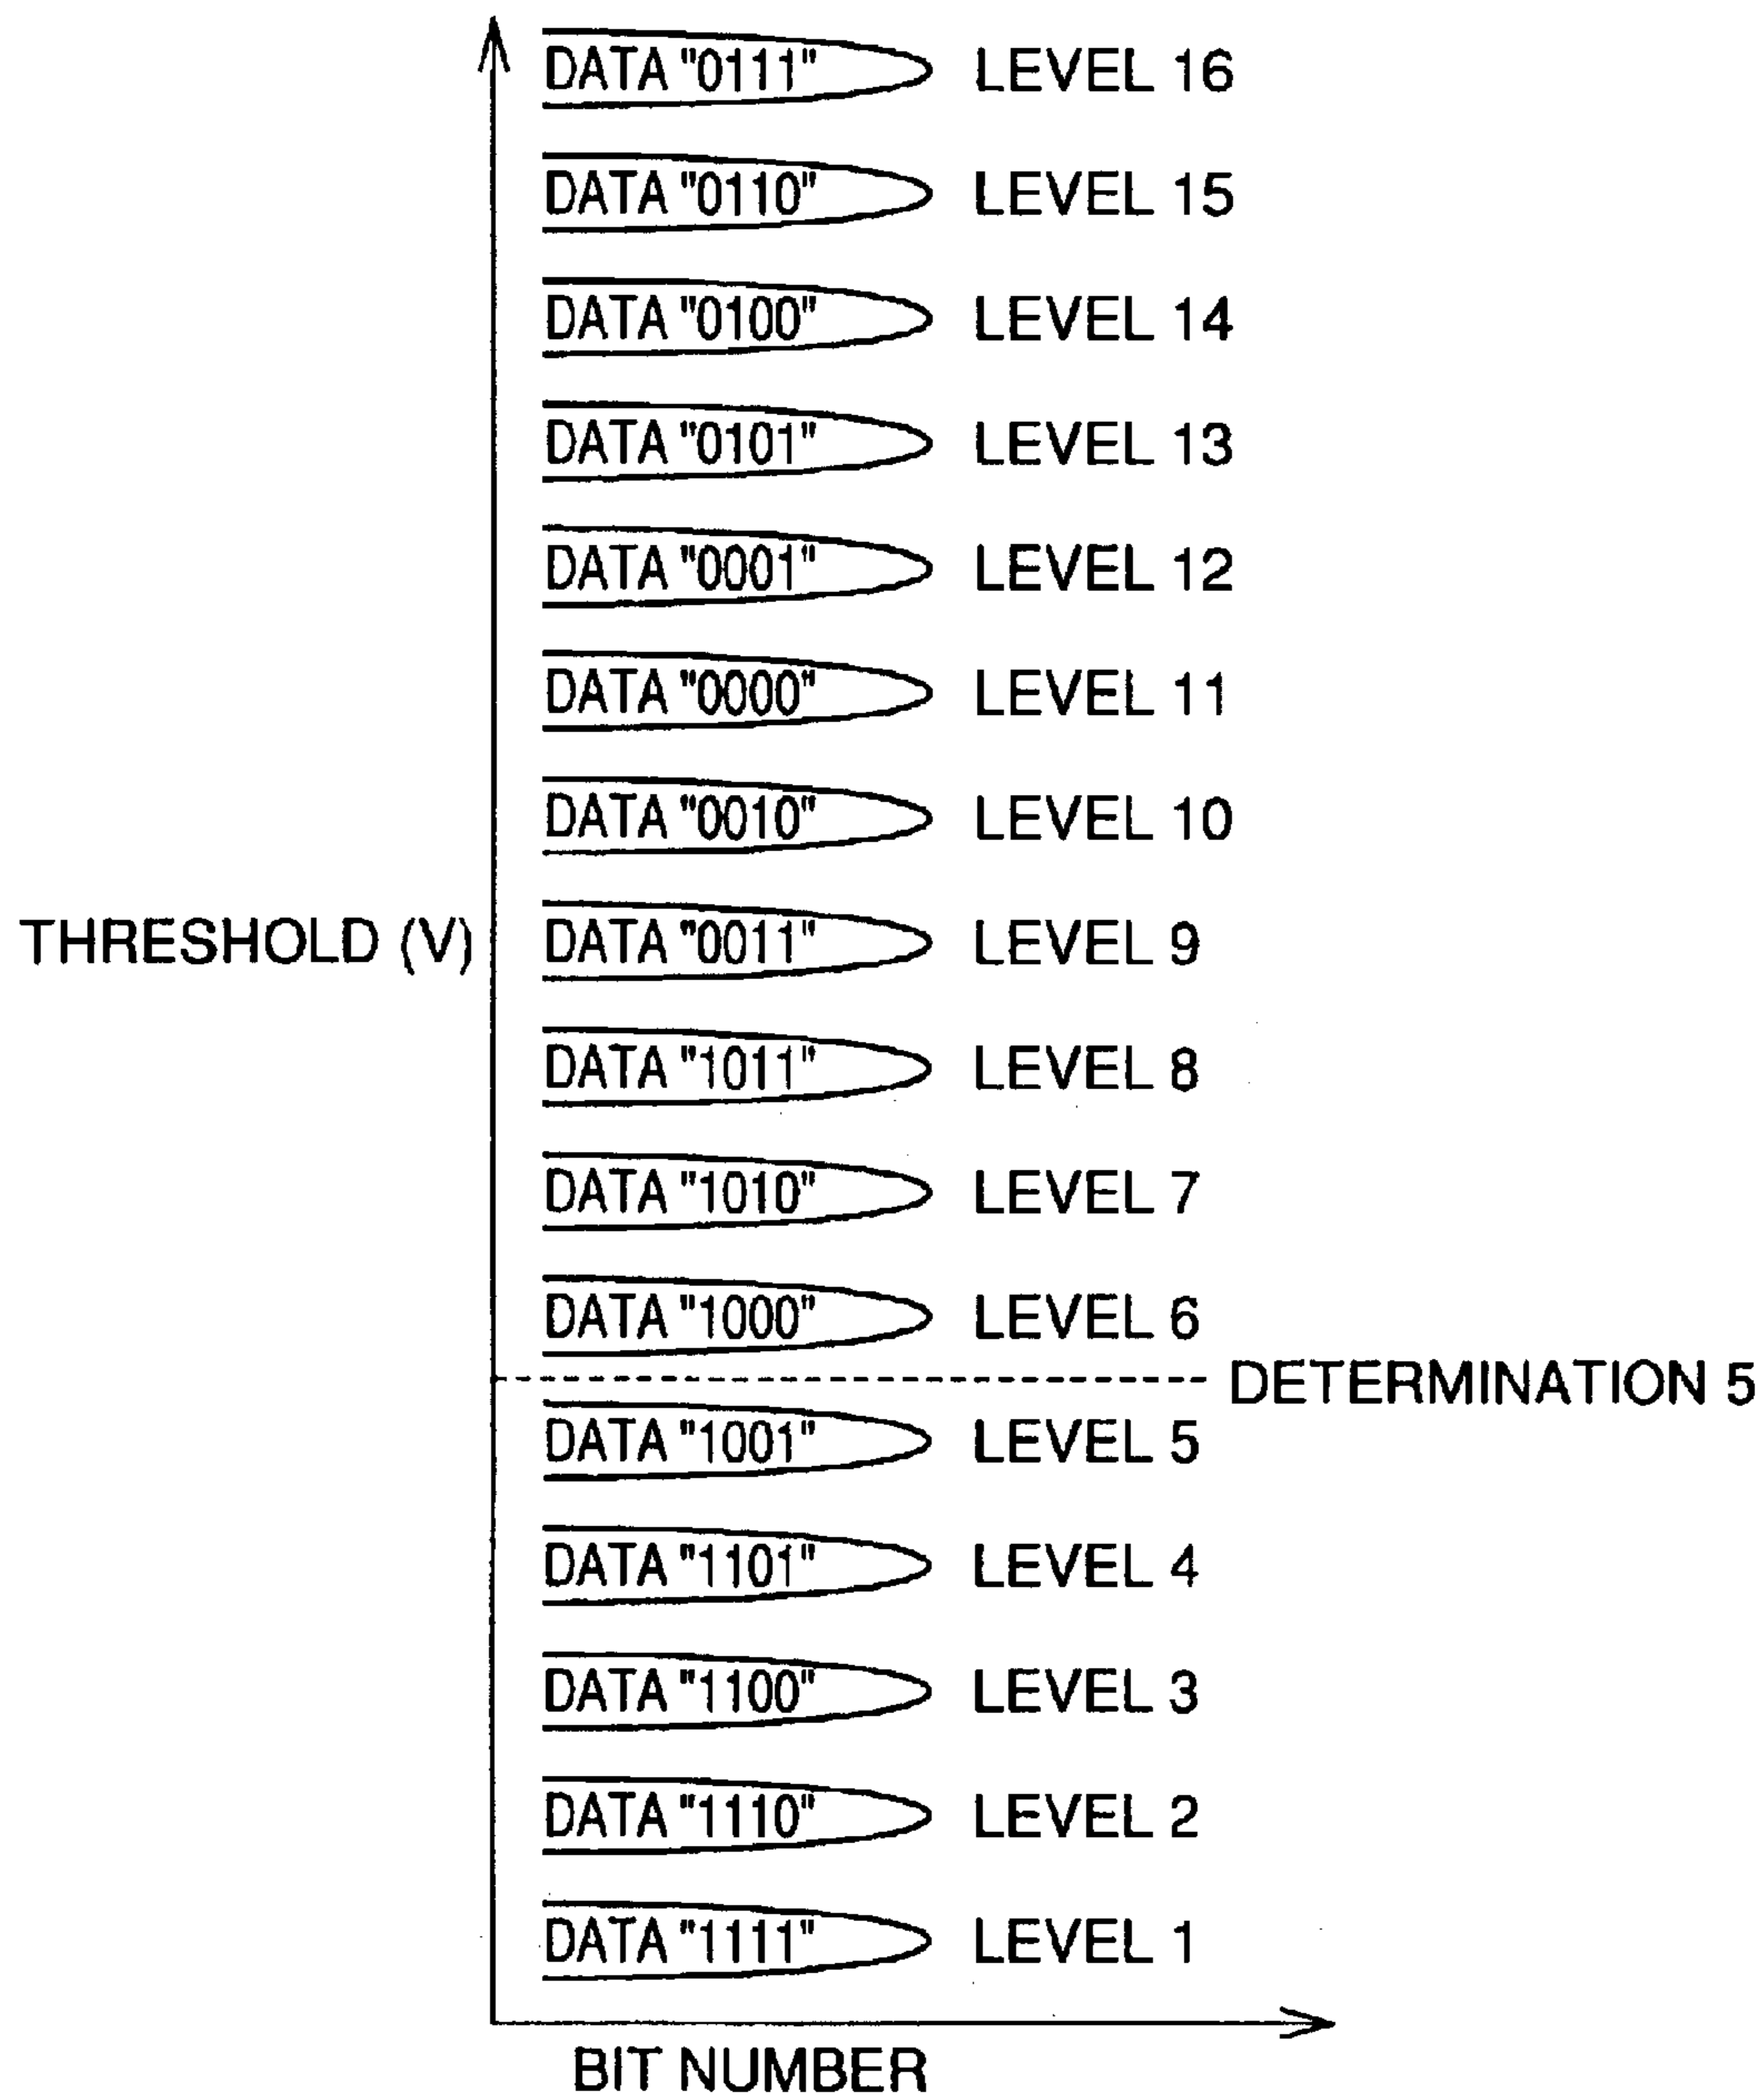 DATA "0111" LEVEL 16
DATA "0110" LEVEL 15
DATA "0100" LEVEL 14
DATA "0101" LEVEL 13
DATA "0001" LEVEL 12
DATA "0000" LEVEL 11
DATA "0010" LEVEL 10
THRESHOLD (V) DATA "0011" LEVEL 9
DATA "1011" LEVEL 8
DATA "1010" LEVEL 7
DATA "1000" LEVEL 6
DETERMINATION 5
DATA "1001" LEVEL 5
DATA "1101" LEVEL 4
DATA "1100" LEVEL 3
DATA "1110" LEVEL 2
DATA "1111" LEVEL 1
BIT NUMBER